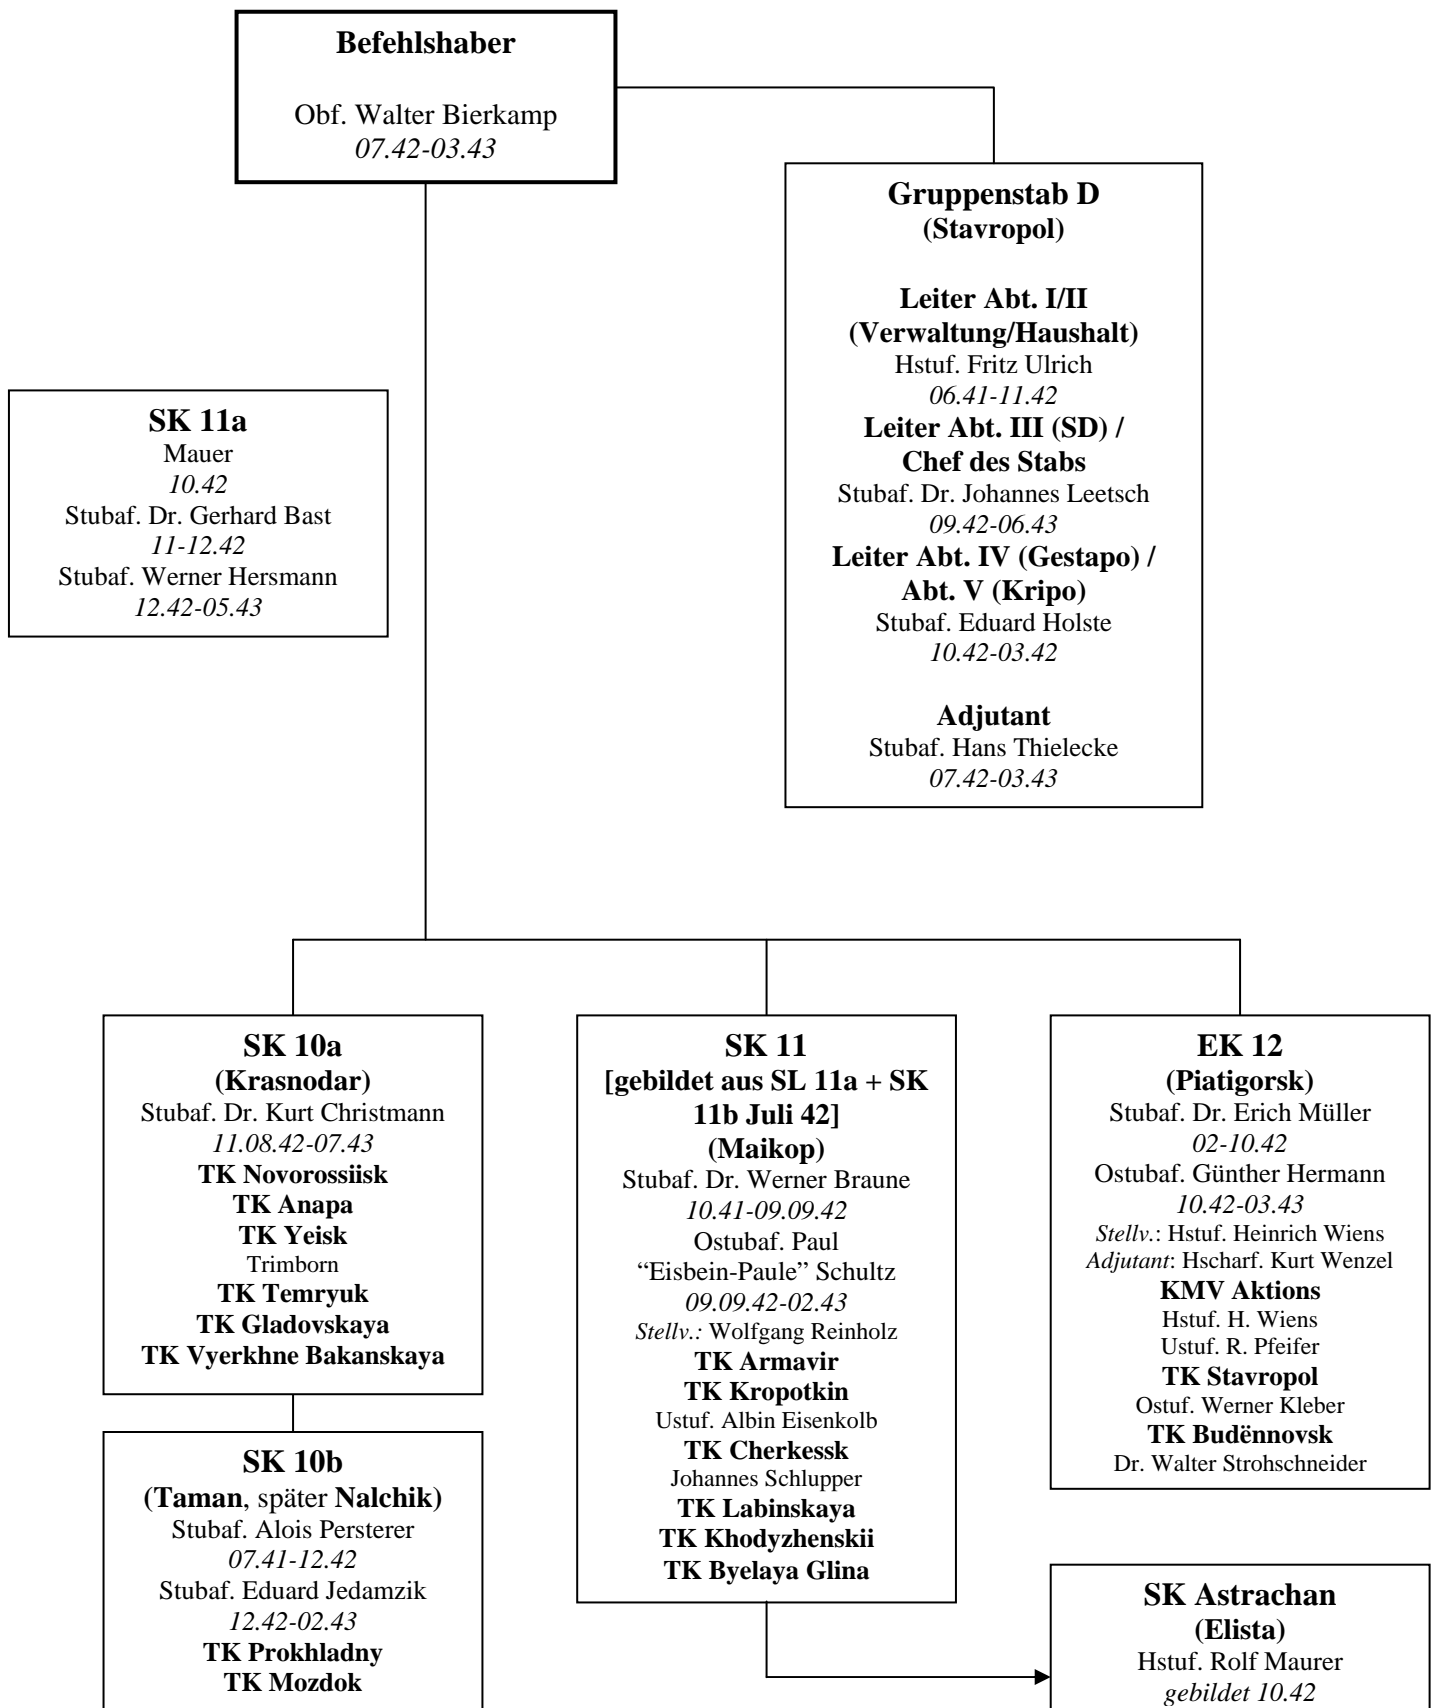 Befehlshaber
Obf. Walter Bierkamp
07.42-03.43
Gruppenstab D
(Stavropol)
Leiter Abt. I/II
(Verwaltung/Haushalt)
Hstuf. Fritz Ulrich
06.41-11.42
Leiter Abt. III (SD) /
Chef des Stabs
Stubaf. Dr. Johannes Leetsch
09.42-06.43
Leiter Abt. IV (Gestapo) /
Abt. V (Kripo)
Stubaf. Eduard Holste
10.42-03.42
Adjutant
Stubaf. Hans Thielecke
07.42-03.43
SK 11a
Mauer
10.42
Stubaf. Dr. Gerhard Bast
11-12.42
Stubaf. Werner Hersmann
12.42-05.43
SK 10a
(Krasnodar)
Stubaf. Dr. Kurt Christmann
11.08.42-07.43
TK Novorossiisk
TK Anapa
TK Yeisk
Trimborn
TK Temryuk
TK Gladovskaya
TK Vyerkhne Bakanskaya
SK 10b
(Taman, später Nalchik)
Stubaf. Alois Persterer
07.41-12.42
Stubaf. Eduard Jedamzik
12.42-02.43
TK Prokhladny
TK Mozdok
SK 11
[gebildet aus SL 11a + SK
11b Juli 42]
(Maikop)
Stubaf. Dr. Werner Braune
10.41-09.09.42
Ostubaf. Paul
“Eisbein-Paule” Schultz
09.09.42-02.43
Stellv.: Wolfgang Reinholz
TK Armavir
TK Kropotkin
Ustuf. Albin Eisenkolb
TK Cherkessk
Johannes Schlupper
TK Labinskaya
TK Khodyzhenskii
TK Byelaya Glina
EK 12
(Piatigorsk)
Stubaf. Dr. Erich Müller
02-10.42
Ostubaf. Günther Hermann
10.42-03.43
Stellv.: Hstuf. Heinrich Wiens
Adjutant: Hscharf. Kurt Wenzel
KMV Aktions
Hstuf. H. Wiens
Ustuf. R. Pfeifer
TK Stavropol
Ostuf. Werner Kleber
TK Budënnovsk
Dr. Walter Strohschneider
SK Astrachan
(Elista)
Hstuf. Rolf Maurer
gebildet 10.42